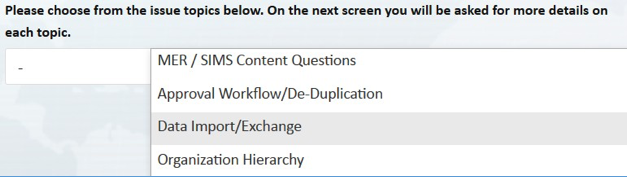 Please choose from the issue topics below. On the next screen you will be asked for more details on
each topic.
-
MER / SIMS Content Questions
Approval Workflow/De-Duplication
Data Import/Exchange
Organization Hierarchy